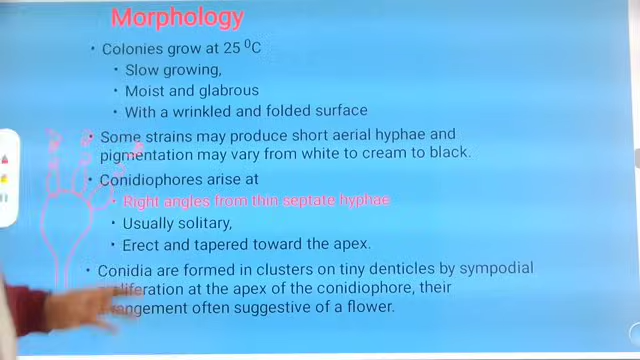 Morphology
• Colonies grow at 25 ⁰C
• Slow growing,
• Moist and glabrous
• With a wrinkled and folded surface
• Some strains may produce short aerial hyphae and
pigmentation may vary from white to cream to black.
• Conidiophores arise at
• Right angles from thin septate hyphae
• Usually solitary,
• Erect and tapered toward the apex.
• Conidia are formed in clusters on tiny denticles by sympodial
at the apex of the conidiophore, their
often suggestive of a flower.